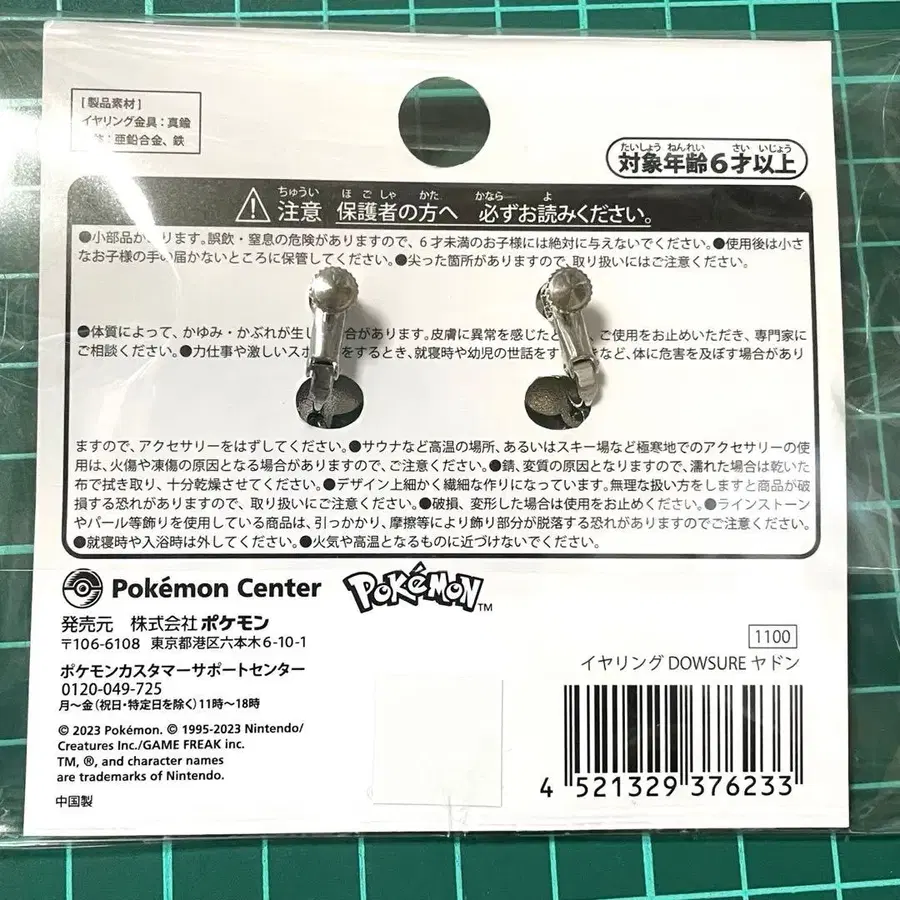 [製品素材]
イヤリング金具：真鍮
：亜鉛合金、鉄
たいしょう ねんれい さい いじょう
対象年齢6才以上
ちゅうい ほごしゃ かた かなら よ
注意 保護者の方へ 必ずお読みください。
●小部品があります。誤飲・窒息の危険がありますので、6才未満のお子様には絶対に与えないでください。●使用後は小さ
なお子様の手の届かないところに保管してください。●尖った箇所がありますので、取り扱いにはご注意ください。
●体質によって、かゆみ・かぶれが生じ 合があります。皮膚に異常を感じたと 、ご使用をお止めいただき、専門家に
ご相談ください。●力仕事や激しいスポ をするとき、就寝時や幼児の世話をす きなど、体に危害を及ぼす場合があり
ますので、アクセサリーをはずしてください。●サウナなど高温の場所、あるいはスキー場など極寒地でのアクセサリーの使
用は、火傷や凍傷の原因となる場合がありますのでご注意ください。●錆、変質の原因となりますので、濡れた場合は乾いた
布で拭き取り、十分乾燥させてください。●デザイン上細かく繊細な作りになっています。無理な扱い方をしますと商品が破
損する恐れがありますので、取り扱いにはご注意ください。●破損、変形した場合は使用をお止めください。●ラインストーン
やパール等飾りを使用している商品は、引っかかり、摩擦等により飾り部分が脱落する恐れがありますのでご注意ください。
●就寝時や入浴時は外してください。●火気や高温となるものに近づけないでください。
Pokémon Center POKéMON™
発売元 株式会社ポケモン
〒106-6108 東京都港区六本木6-10-1
ポケモンカスタマーサポートセンター
0120-049-725
月〜金（祝日・特定日を除く）11時〜18時
© 2023 Pokémon. © 1995-2023 Nintendo/
Creatures Inc./GAME FREAK inc.
TM, ®, and character names
are trademarks of Nintendo.
中国製
1100
イヤリング DOWSURE ヤドン
4 521329 376233